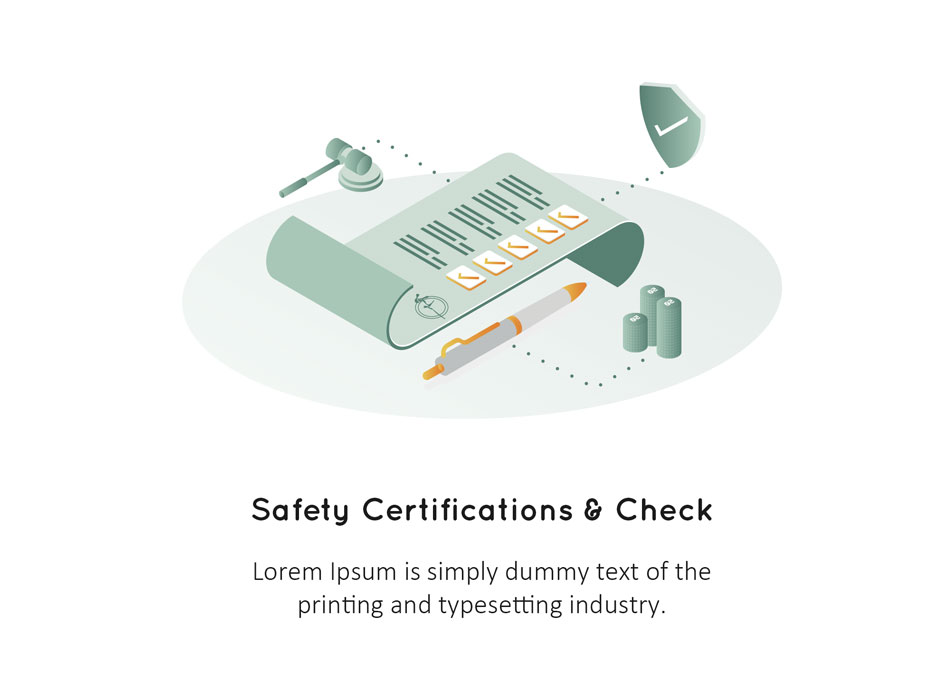 Safety Certifications & Check
Lorem Ipsum is simply dummy text of the
printing and typesetting industry.